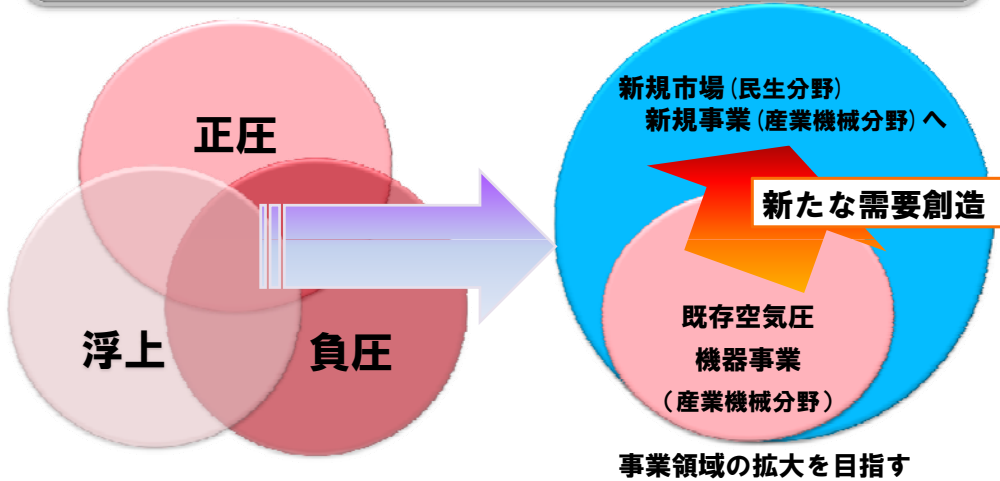 正圧
浮上
負圧
新規市場(民生分野)
新規事業(産業機械分野)へ
新たな需要創造
既存空気圧
機器事業
(産業機械分野)
事業領域の拡大を目指す